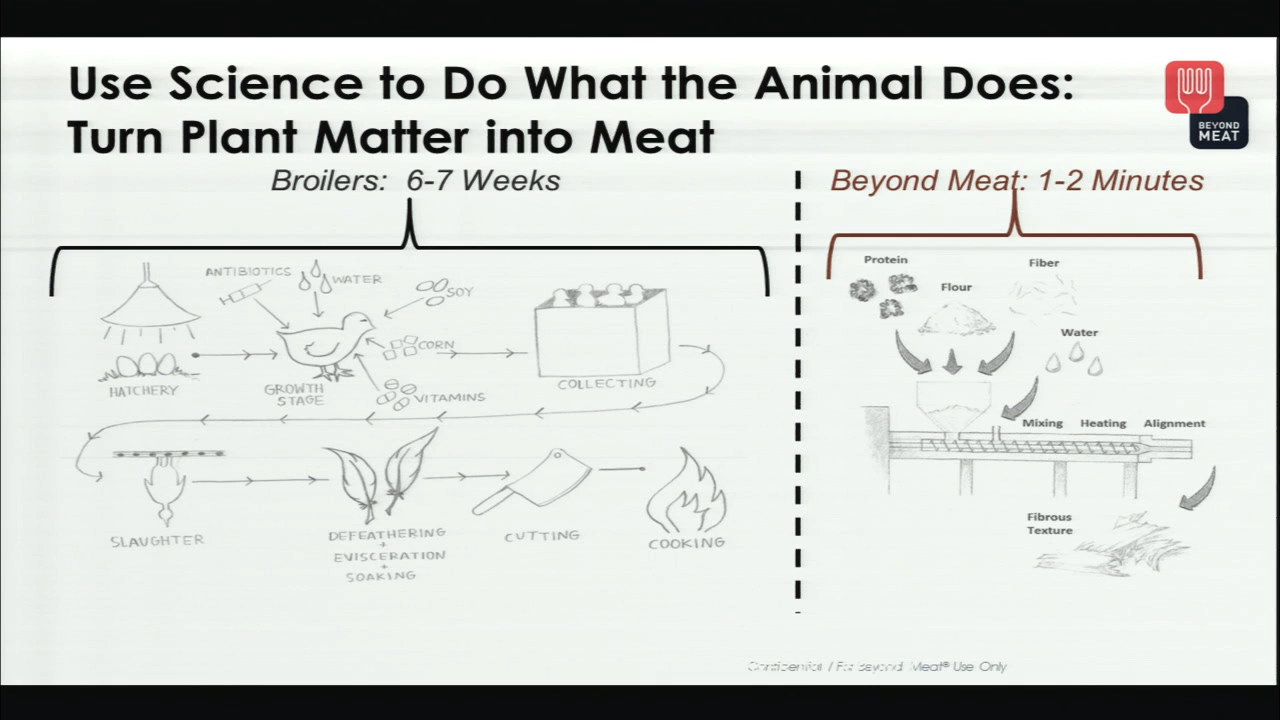 Use Science to Do What the Animal Does:
Turn Plant Matter into Meat
BEYOND
MEAT
Broilers: 6-7 Weeks
Beyond Meat: 1-2 Minutes
ANTIBIOTICS
WATER
SOY
CORN
VITAMINS
HATCHERY
GROWTH
STAGE
COLLECTING
SLAUGHTER
DEFEATHERING
+
EVISCERATION
+
SOAKING
CUTTING
COOKING
Protein
Flour
Fiber
Water
Mixing Heating Alignment
Fibrous
Texture
Confidential / For Beyond Meat® Use Only